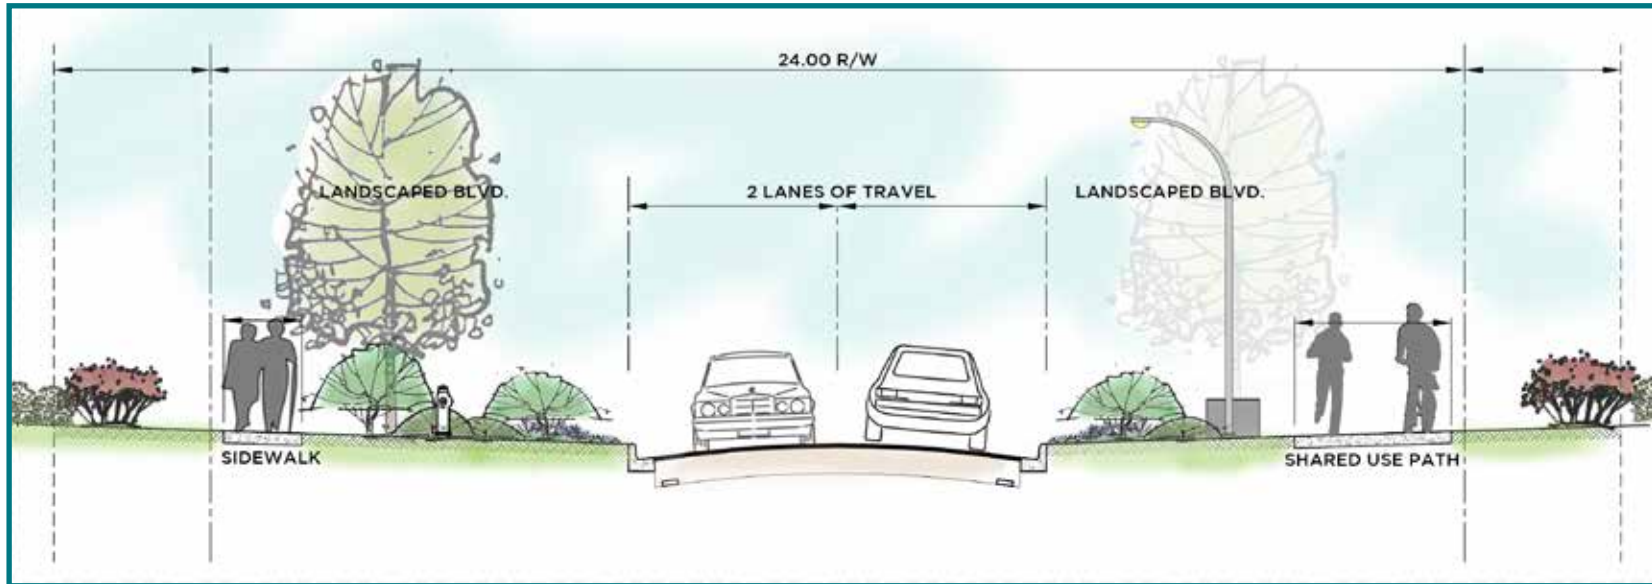 24.00 R/W
LANDSCAPED BLVD.
2 LANES OF TRAVEL
LANDSCAPED BLVD.
SIDEWALK
SHARED USE PATH